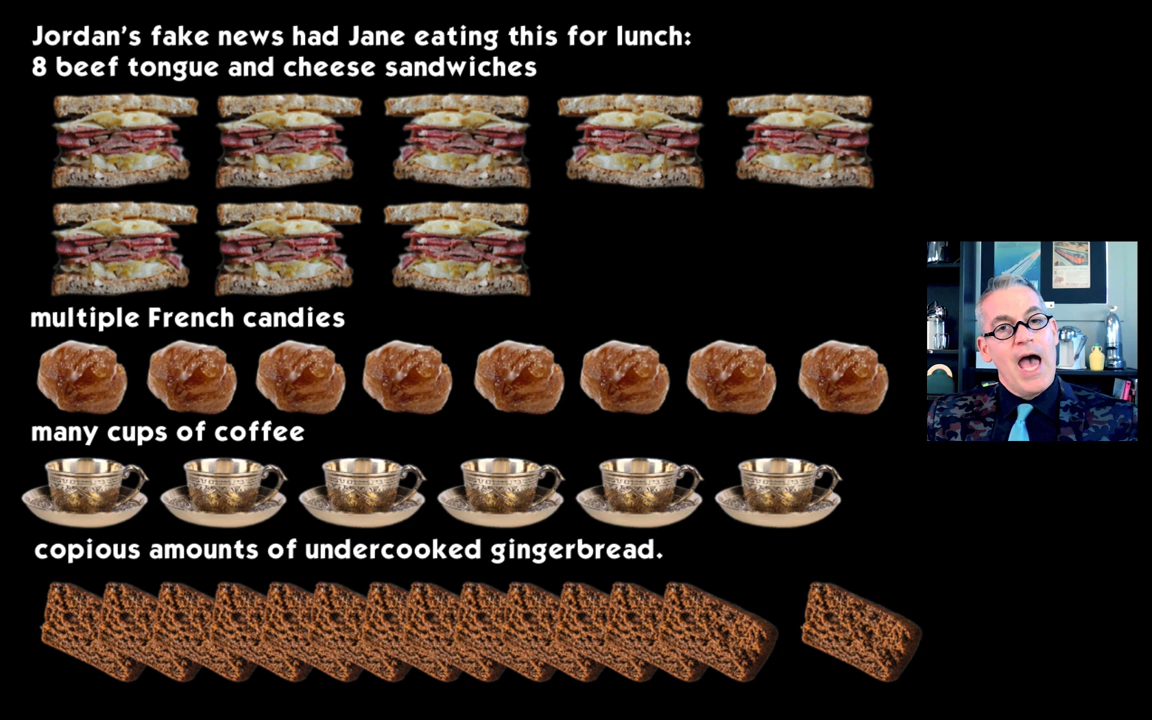 Jordan's fake news had Jane eating this for lunch:
8 beef tongue and cheese sandwiches
multiple French candies
many cups of coffee
copious amounts of undercooked gingerbread.